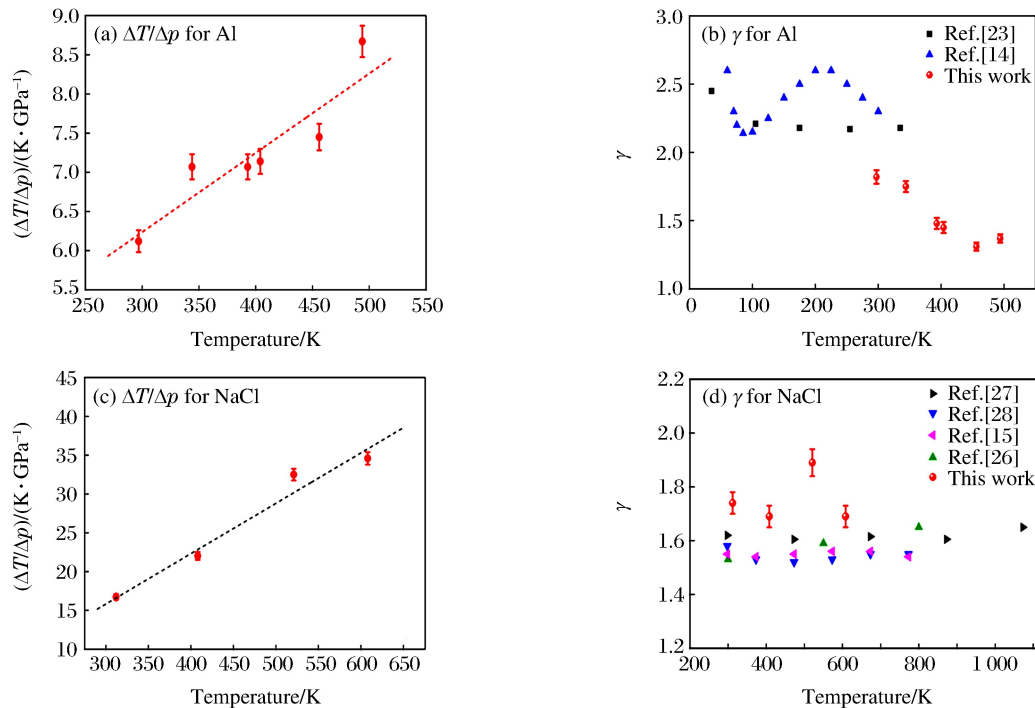 (a) ΔT/Δp for Al
(ΔT/Δp)/(K·GPa⁻¹)
9.0
8.5
8.0
7.5
7.0
6.5
6.0
5.5
250 300 350 400 450 500 550
Temperature/K
(b) γ for Al
Ref.[23]
Ref.[14]
This work
γ
3.0
2.5
2.0
1.5
1.0
0 100 200 300 400 500
Temperature/K
(c) ΔT/Δp for NaCl
(ΔT/Δp)/(K·GPa⁻¹)
45
40
35
30
25
20
15
10
300 350 400 450 500 550 600 650
Temperature/K
(d) γ for NaCl
Ref.[27]
Ref.[28]
Ref.[15]
Ref.[26]
This work
γ
2.2
2.0
1.8
1.6
1.4
1.2
200 400 600 800 1 000
Temperature/K